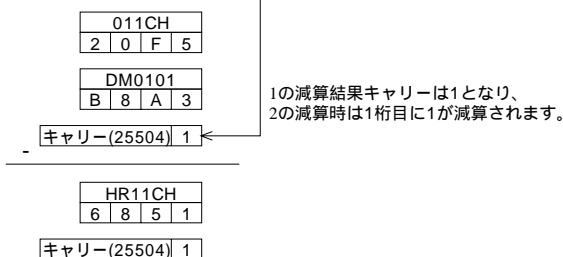 011CH
2 0 F 5
DM0101
B 8 A 3
1の減算結果キャリーは1となり、
2の減算時は1桁目に1が減算されます。
キャリー(25504) 1
-
HR11CH
6 8 5 1
キャリー(25504) 1